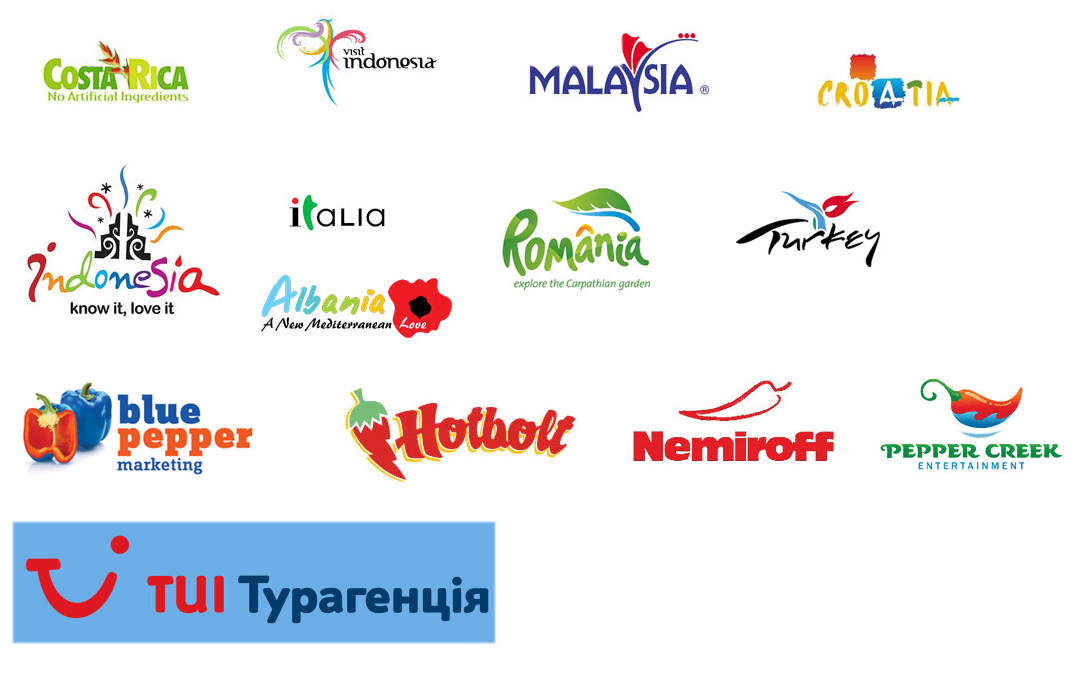 COSTA RICA
No Artificial Ingredients
visit
indonesia
MALAYSIA ®
CROATIA
indonesia
know it, love it
iTALIA
România
explore the Carpathian garden
Turkey
Albania
A New Mediterranean Love
blue
pepper
marketing
Hotbolt
Nemiroff
PEPPER CREEK
ENTERTAINMENT
TUI Турагенція